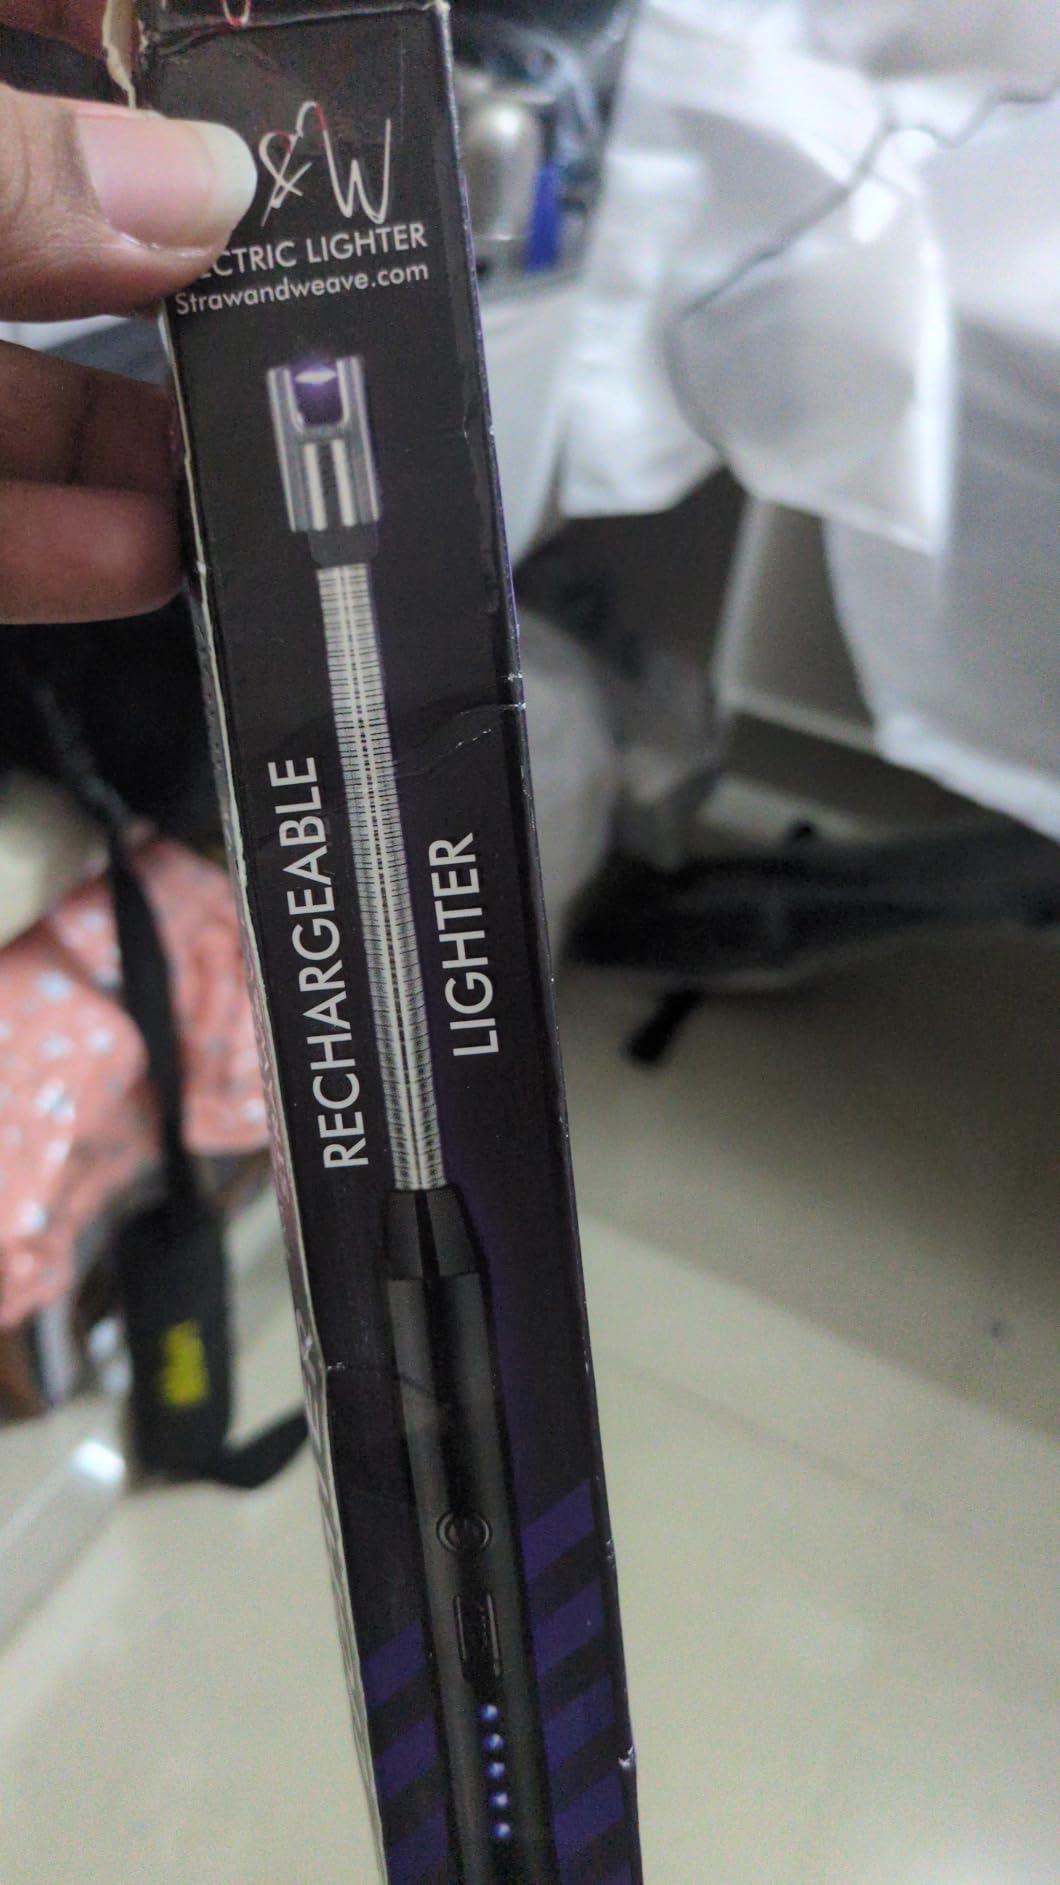 &W
ECTRIC LIGHTER
Strawandweave.com
RECHARGEABLE
LIGHTER